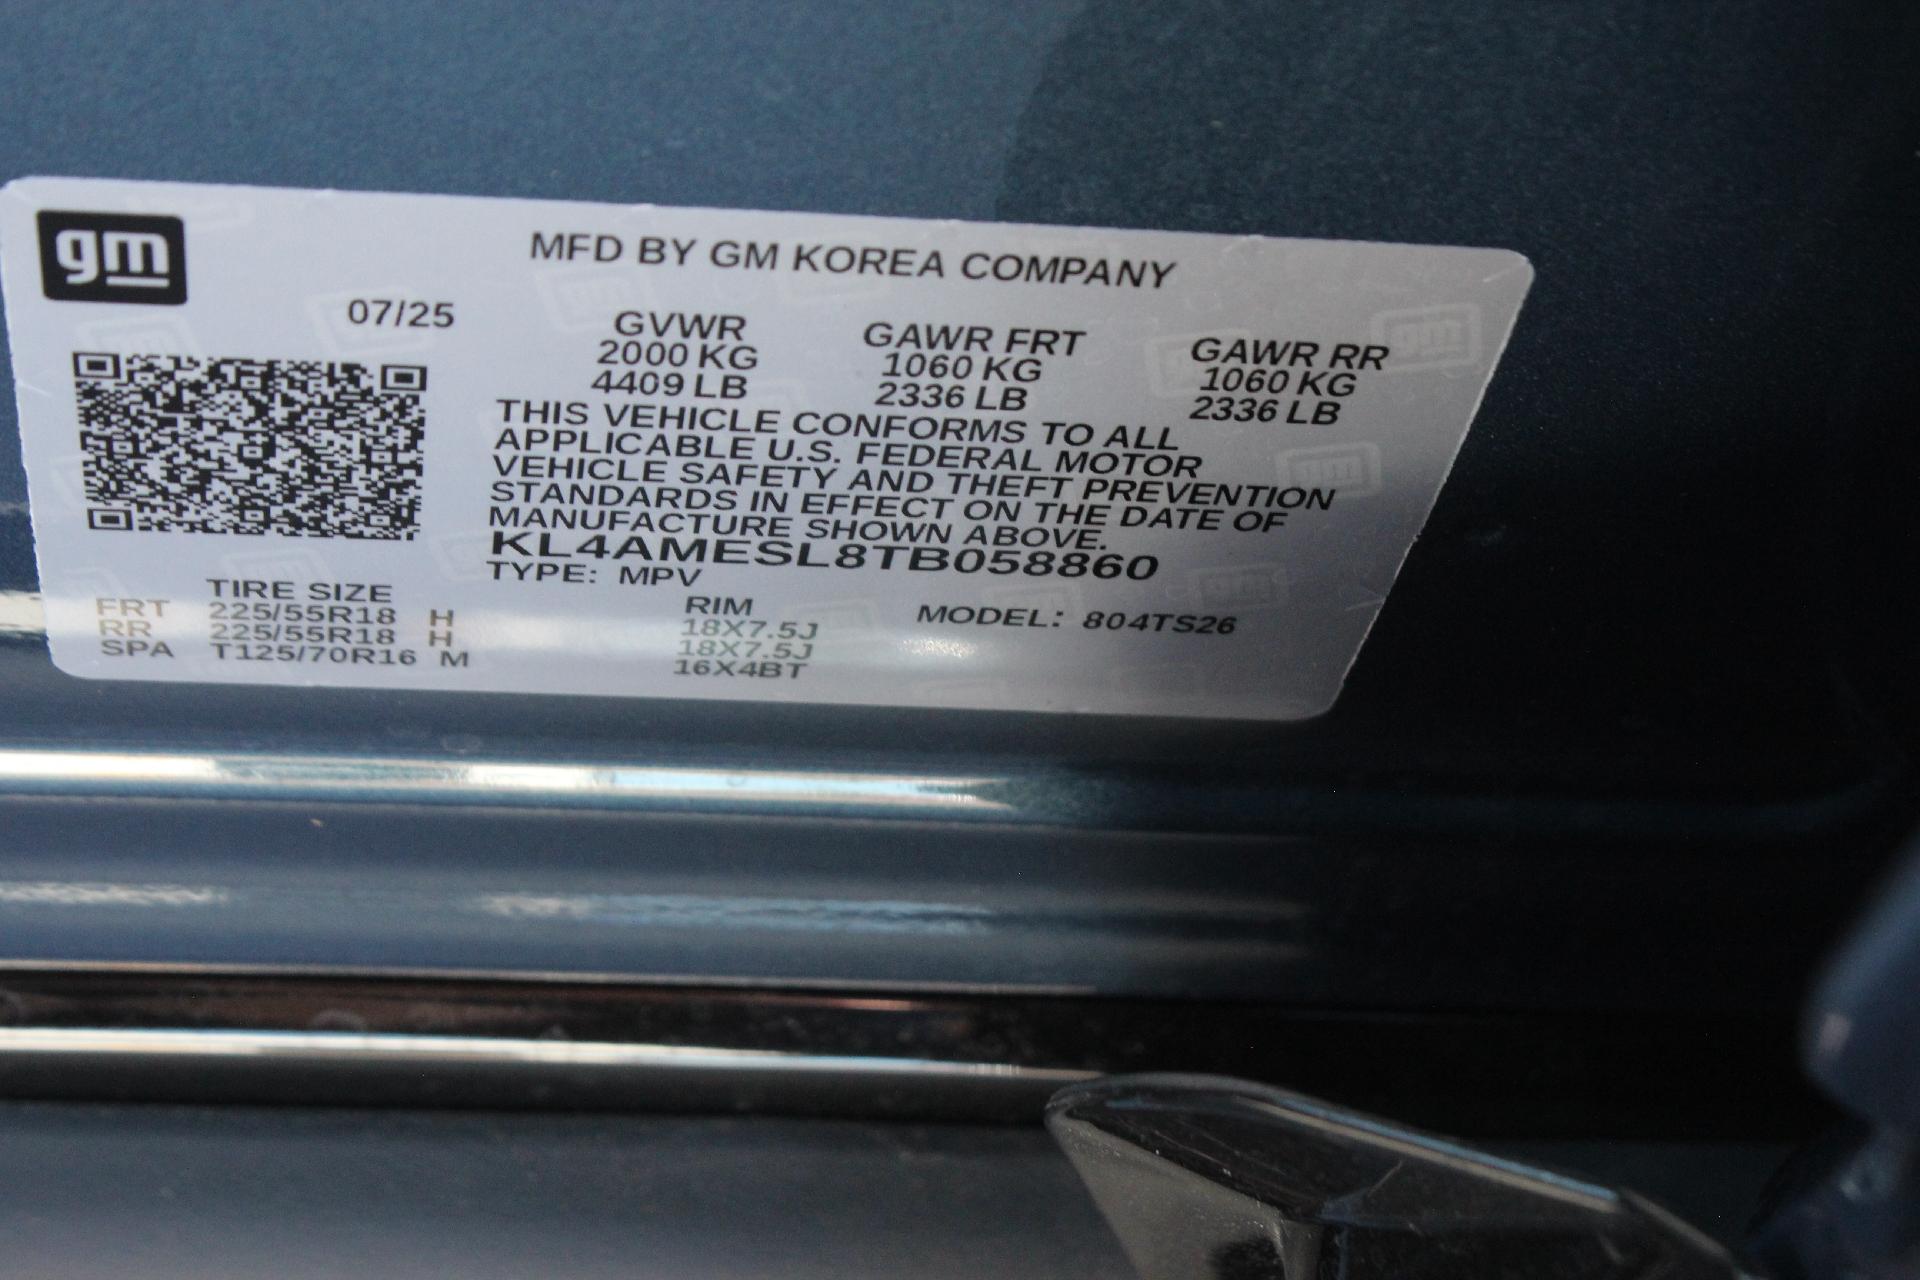 gm
MFD BY GM KOREA COMPANY
07/25
GVWR GAWR FRT GAWR RR
2000 KG 1060 KG 1060 KG
4409 LB 2336 LB 2336 LB
THIS VEHICLE CONFORMS TO ALL
APPLICABLE U.S. FEDERAL MOTOR
VEHICLE SAFETY AND THEFT PREVENTION
STANDARDS IN EFFECT ON THE DATE OF
MANUFACTURE SHOWN ABOVE.
KL4AMESL8TB058860
TYPE: MPV
TIRE SIZE RIM MODEL: 804TS26
FRT 225/55R18 H 18X7.5J
RR 225/55R18 H 18X7.5J
SPA T125/70R16 M 16X4BT